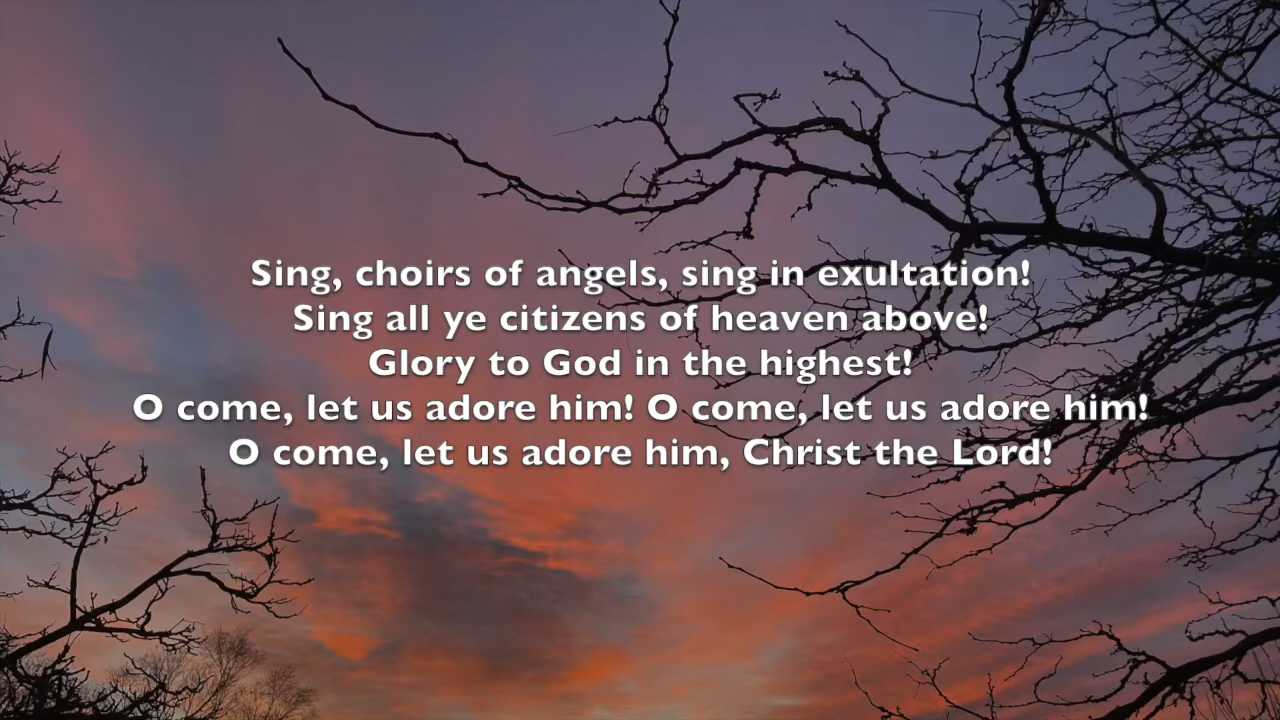 Sing, choirs of angels, sing in exultation!
Sing all ye citizens of heaven above!
Glory to God in the highest!
O come, let us adore him! O come, let us adore him!
O come, let us adore him, Christ the Lord!